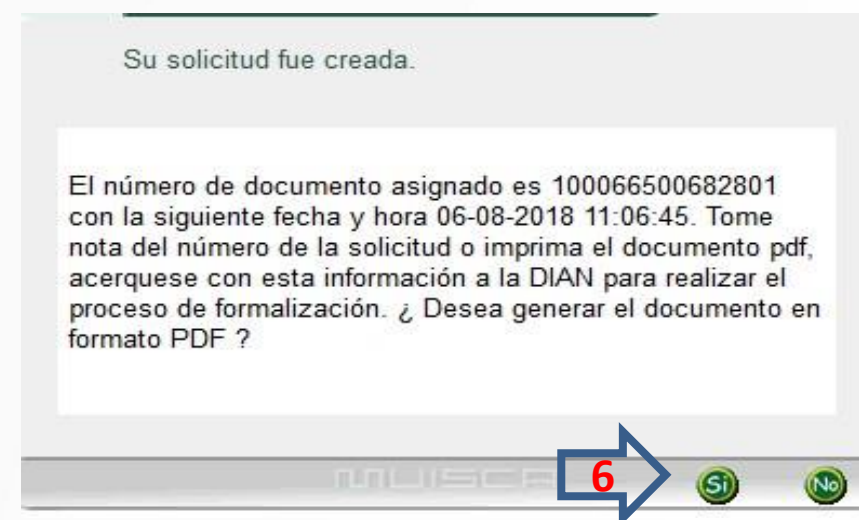 Su solicitud fue creada.
El número de documento asignado es 100066500682801
con la siguiente fecha y hora 06-08-2018 11:06:45. Tome
nota del número de la solicitud o imprima el documento pdf,
acerquese con esta información a la DIAN para realizar el
proceso de formalización. ¿ Desea generar el documento en
formato PDF ?
MUISCA 6 Si No